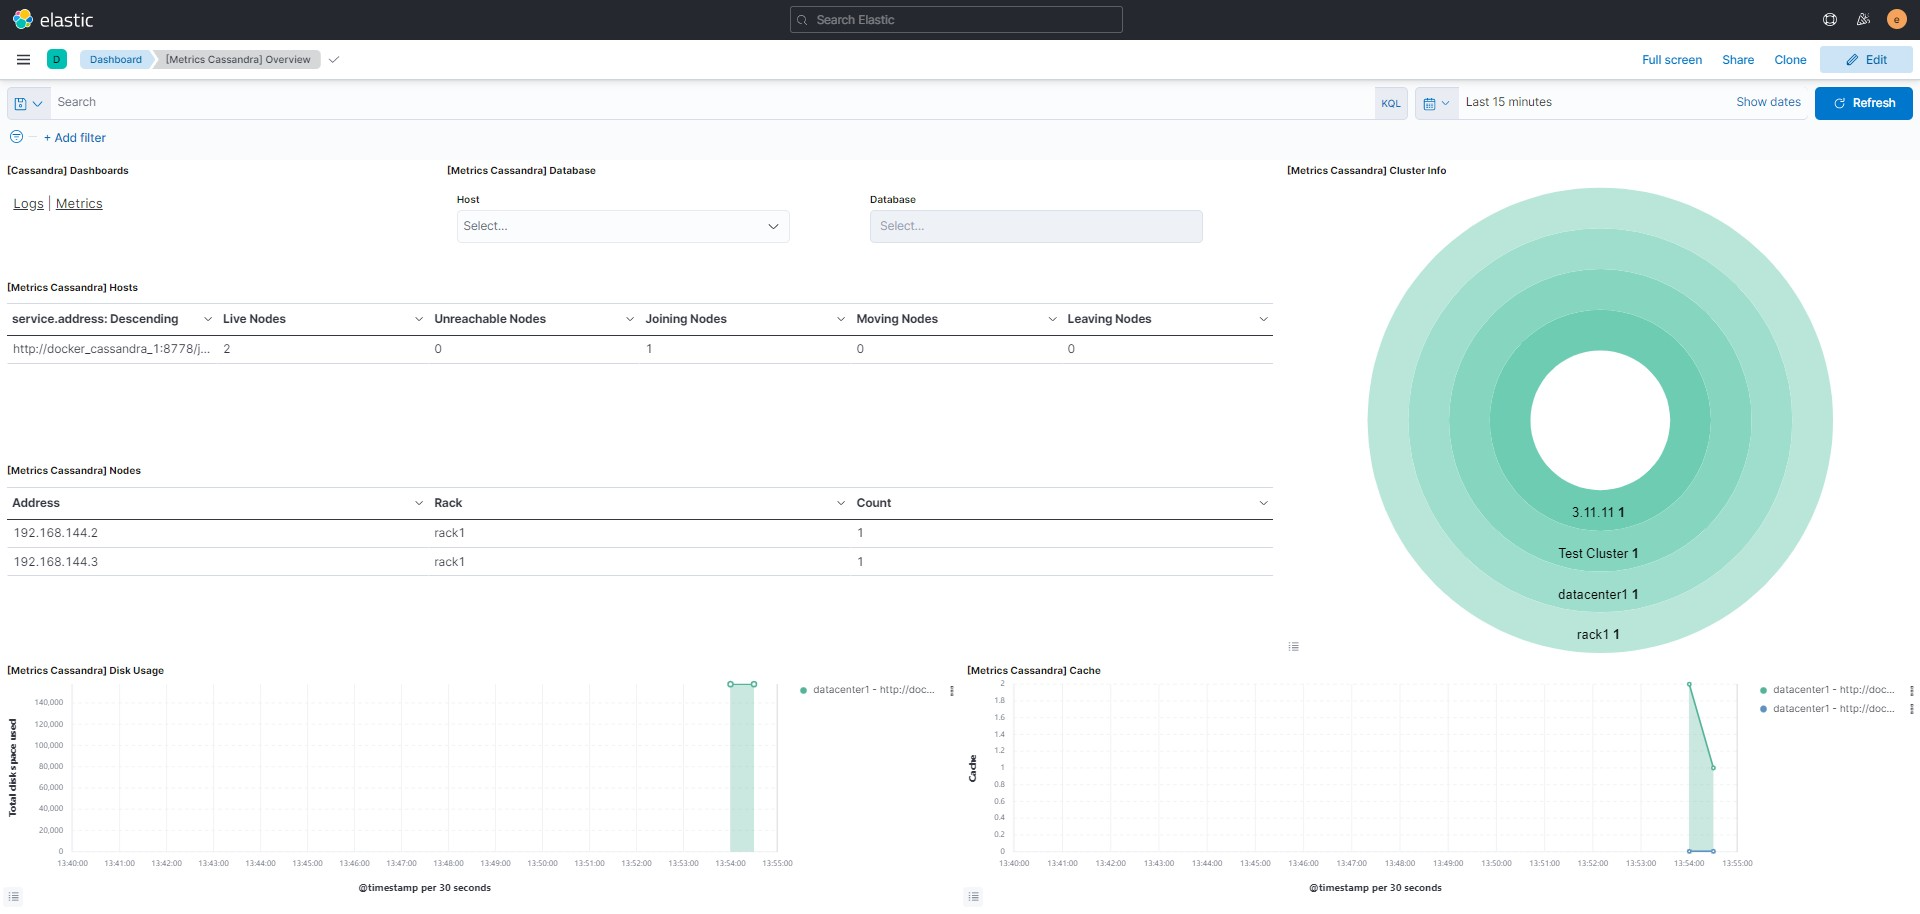 elastic
Search Elastic
e
D
Dashboard
[Metrics Cassandra] Overview
Full screen
Share
Clone
Edit
Search
KQL
Last 15 minutes
Show dates
Refresh
+ Add filter
[Cassandra] Dashboards
Logs | Metrics
[Metrics Cassandra] Database
Host
Select...
Database
Select...
[Metrics Cassandra] Cluster Info
3.11.11 1
Test Cluster 1
datacenter1 1
rack1 1
[Metrics Cassandra] Hosts
service.address: Descending Live Nodes Unreachable Nodes Joining Nodes Moving Nodes Leaving Nodes
http://docker_cassandra_1:8778/j... 2 0 1 0 0
[Metrics Cassandra] Nodes
Address Rack Count
192.168.144.2 rack1 1
192.168.144.3 rack1 1
[Metrics Cassandra] Disk Usage
Total disk space used
140,000
120,000
100,000
80,000
60,000
40,000
20,000
0
13:40:00 13:41:00 13:42:00 13:43:00 13:44:00 13:45:00 13:46:00 13:47:00 13:48:00 13:49:00 13:50:00 13:51:00 13:52:00 13:53:00 13:54:00 13:55:00
@timestamp per 30 seconds
datacenter1 - http://doc...
[Metrics Cassandra] Cache
Cache
2
1.8
1.6
1.4
1.2
1
0.8
0.6
0.4
0.2
0
13:40:00 13:41:00 13:42:00 13:43:00 13:44:00 13:45:00 13:46:00 13:47:00 13:48:00 13:49:00 13:50:00 13:51:00 13:52:00 13:53:00 13:54:00 13:55:00
@timestamp per 30 seconds
datacenter1 - http://doc...
datacenter1 - http://doc...